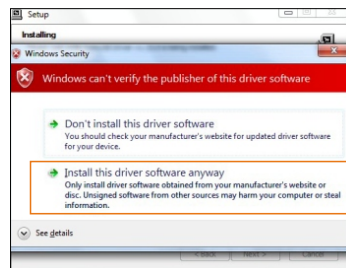 Setup
Installing
Windows Security
Windows can't verify the publisher of this driver software
Don't install this driver software
You should check your manufacturer's website for updated driver software
for your device.
Install this driver software anyway
Only install driver software obtained from your manufacturer's website or
disc. Unsigned software from other sources may harm your computer or steal
information.
See details
< Back Next > Cancel